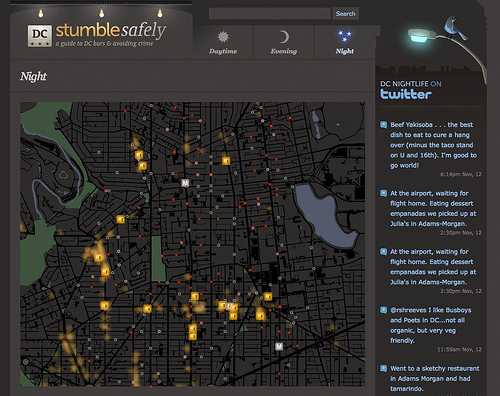 DC
stumblesafely
a guide to DC bars & avoiding crime
Search
Daytime
Evening
Night
Night
M
M
DC NIGHTLIFE ON
twitter
Beef Yakisoba . . . the best
dish to eat to cure a hang
over (minus the taco stand
on U and 16th). I'm good to
go world!
6:14pm Nov, 12
At the airport, waiting for
flight home. Eating dessert
empanadas we picked up at
Julia's in Adams-Morgan.
2:30pm Nov, 12
At the airport, waiting for
flight home. Eating dessert
empanadas we picked up at
Julia's in Adams-Morgan.
2:30pm Nov, 12
@rshreeves I like Busboys
and Poets in DC...not all
organic, but very veg
friendly.
11:59am Nov, 12
Went to a sketchy restaurant
in Adams Morgan and had
tamarindo.